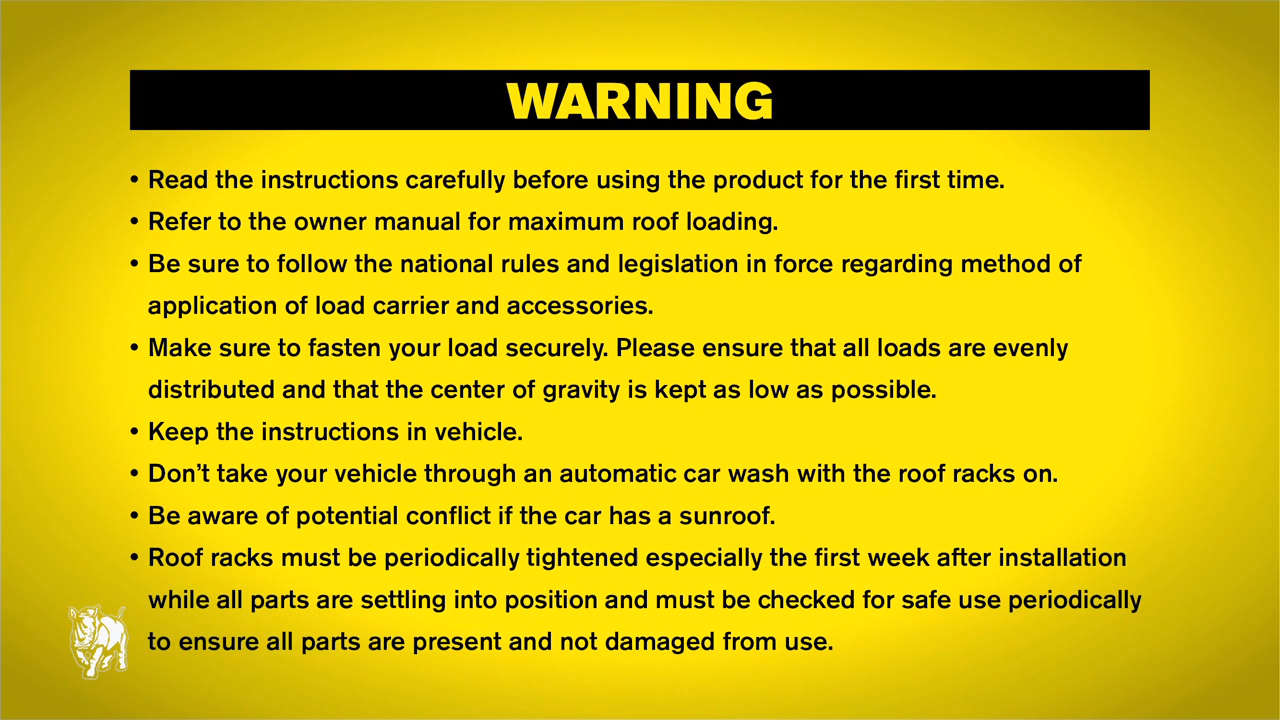 WARNING
• Read the instructions carefully before using the product for the first time.
• Refer to the owner manual for maximum roof loading.
• Be sure to follow the national rules and legislation in force regarding method of
application of load carrier and accessories.
• Make sure to fasten your load securely. Please ensure that all loads are evenly
distributed and that the center of gravity is kept as low as possible.
• Keep the instructions in vehicle.
• Don’t take your vehicle through an automatic car wash with the roof racks on.
• Be aware of potential conflict if the car has a sunroof.
• Roof racks must be periodically tightened especially the first week after installation
while all parts are settling into position and must be checked for safe use periodically
to ensure all parts are present and not damaged from use.